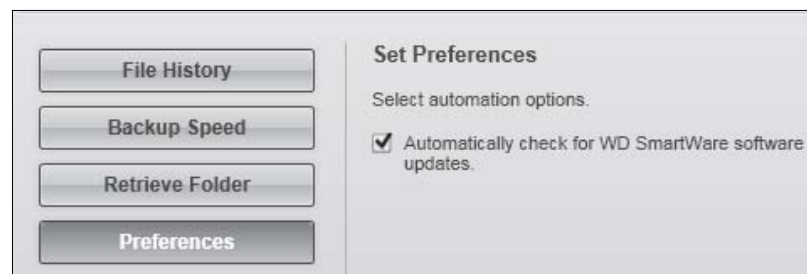 File History
Backup Speed
Retrieve Folder
Preferences
Set Preferences
Select automation options.
Automatically check for WD SmartWare software
updates.